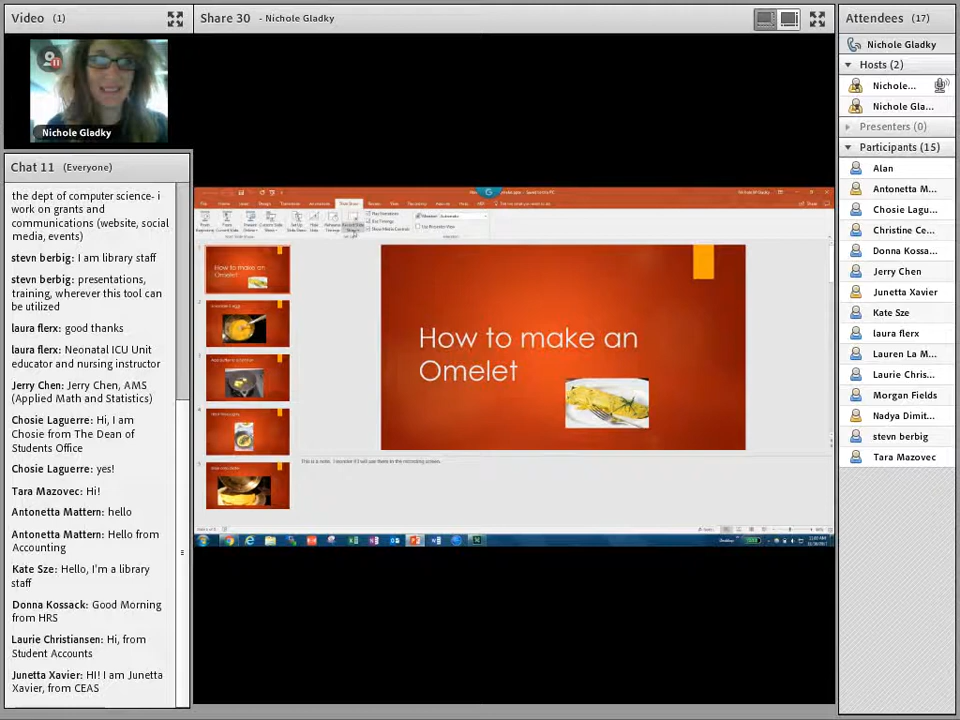 Video (1)
Nichole Gladky
Share 30 - Nichole Gladky
Attendees (17)
Nichole Gladky
Hosts (2)
Nichole...
Nichole Gla...
Presenters (0)
Participants (15)
Alan
Antonetta M...
Chosie Lagu...
Christine Ce...
Donna Kossa...
Jerry Chen
Junetta Xavier
Kate Sze
laura flerx
Lauren La M...
Laurie Chris...
Morgan Fields
Nadya Dimit...
stevn berbig
Tara Mazovec
Chat 11 (Everyone)
the dept of computer science- i
work on grants and
communications (website, social
media, events)
stevn berbig: I am library staff
stevn berbig: presentations,
training, wherever this tool can
be utilized
laura flerx: good thanks
laura flerx: Neonatal ICU Unit
educator and nursing instructor
Jerry Chen: Jerry Chen, AMS
(Applied Math and Statistics)
Chosie Laguerre: Hi, I am
Chosie from The Dean of
Students Office
Chosie Laguerre: yes!
Tara Mazovec: Hi!
Antonetta Mattern: hello
Antonetta Mattern: Hello from
Accounting
Kate Sze: Hello, I'm a library
staff
Donna Kossack: Good Morning
from HRS
Laurie Christiansen: Hi, from
Student Accounts
Junetta Xavier: HI! I am Junetta
Xavier, from CEAS
How to make an
Omelet
How to make an
Omelet